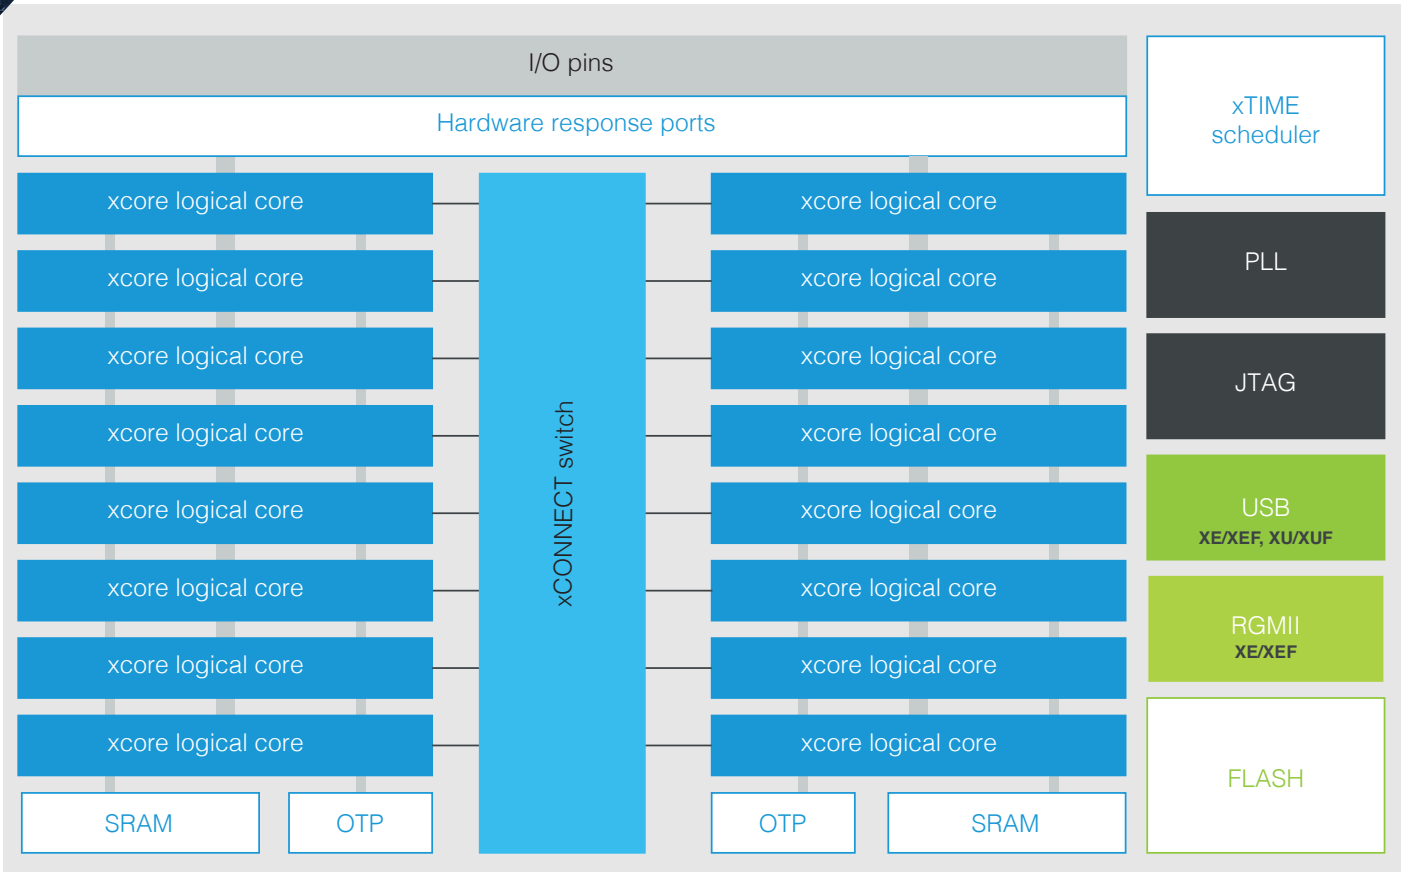 I/O pins
Hardware response ports
xcore logical core
xcore logical core
xcore logical core
xcore logical core
xcore logical core
xcore logical core
xcore logical core
xcore logical core
SRAM
OTP
xCONNECT switch
xcore logical core
xcore logical core
xcore logical core
xcore logical core
xcore logical core
xcore logical core
xcore logical core
xcore logical core
OTP
SRAM
xTIME
scheduler
PLL
JTAG
USB
XE/XEF, XU/XUF
RGMII
XE/XEF
FLASH